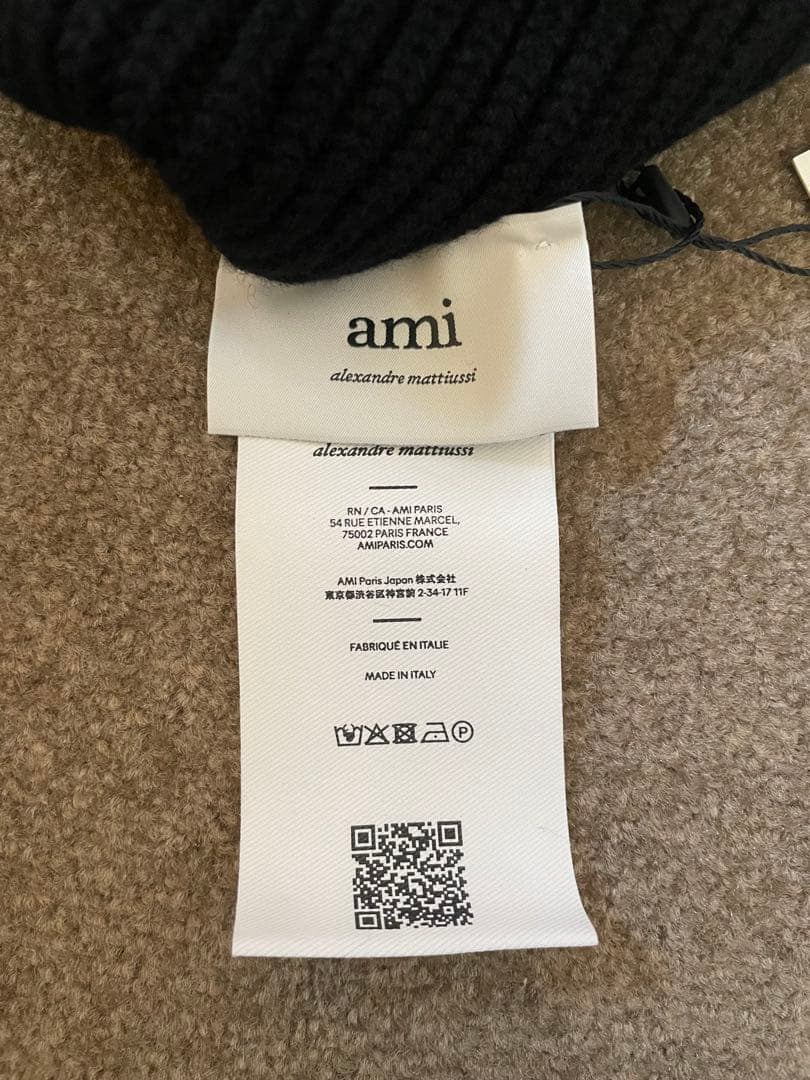 ami
alexandre mattiussi
alexandre mattiussi
RN / CA - AMI PARIS
54 RUE ETIENNE MARCEL,
75002 PARIS FRANCE
AMIPARIS.COM
AMI Paris Japan 株式会社
東京都渋谷区神宮前 2-34-17 11F
FABRIQUÉ EN ITALIE
MADE IN ITALY
P